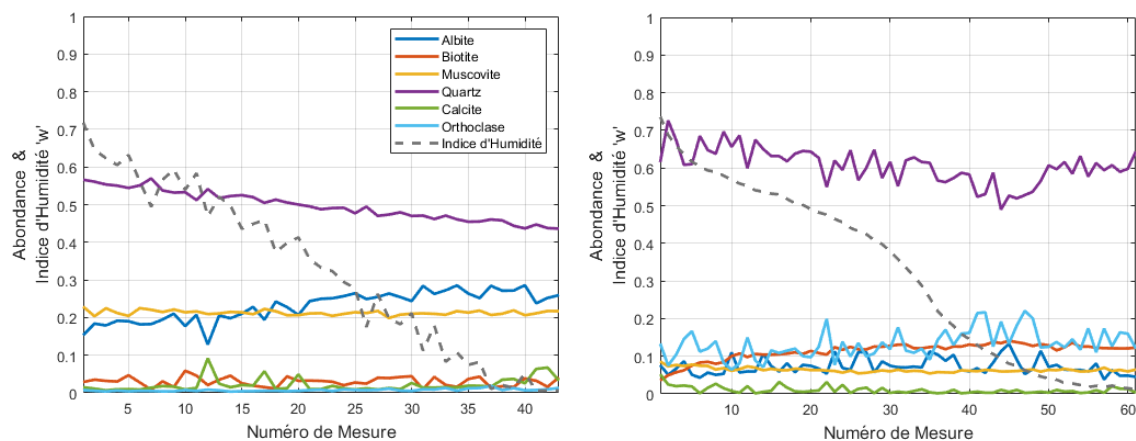 1
0.9
0.8
0.7
0.6
0.5
0.4
0.3
0.2
0.1
0
Abondance &
Indice d'Humidité 'w'
Albite
Biotite
Muscovite
Quartz
Calcite
Orthoclase
Indice d'Humidité
5 10 15 20 25 30 35 40
Numéro de Mesure
1
0.9
0.8
0.7
0.6
0.5
0.4
0.3
0.2
0.1
0
Abondance &
Indice d'Humidité 'w'
10 20 30 40 50 60
Numéro de Mesure